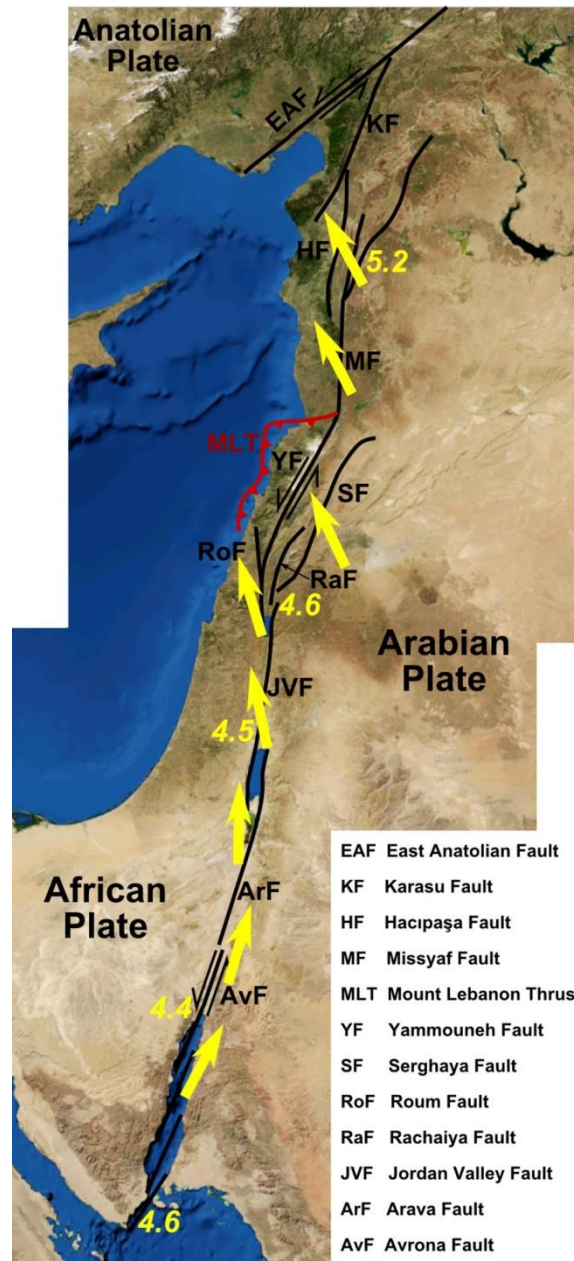 Anatolian
Plate
EAF
KF
HF
5.2
MF
MLT
YF
SF
RoF
RaF
4.6
Arabian
Plate
JVF
4.5
African
Plate
ArF
4.4
AvF
4.6
EAF East Anatolian Fault
KF Karasu Fault
HF Hacıpaşa Fault
MF Missyaf Fault
MLT Mount Lebanon Thrus
YF Yammouneh Fault
SF Serghaya Fault
RoF Roum Fault
RaF Rachaiya Fault
JVF Jordan Valley Fault
ArF Arava Fault
AvF Avrona Fault